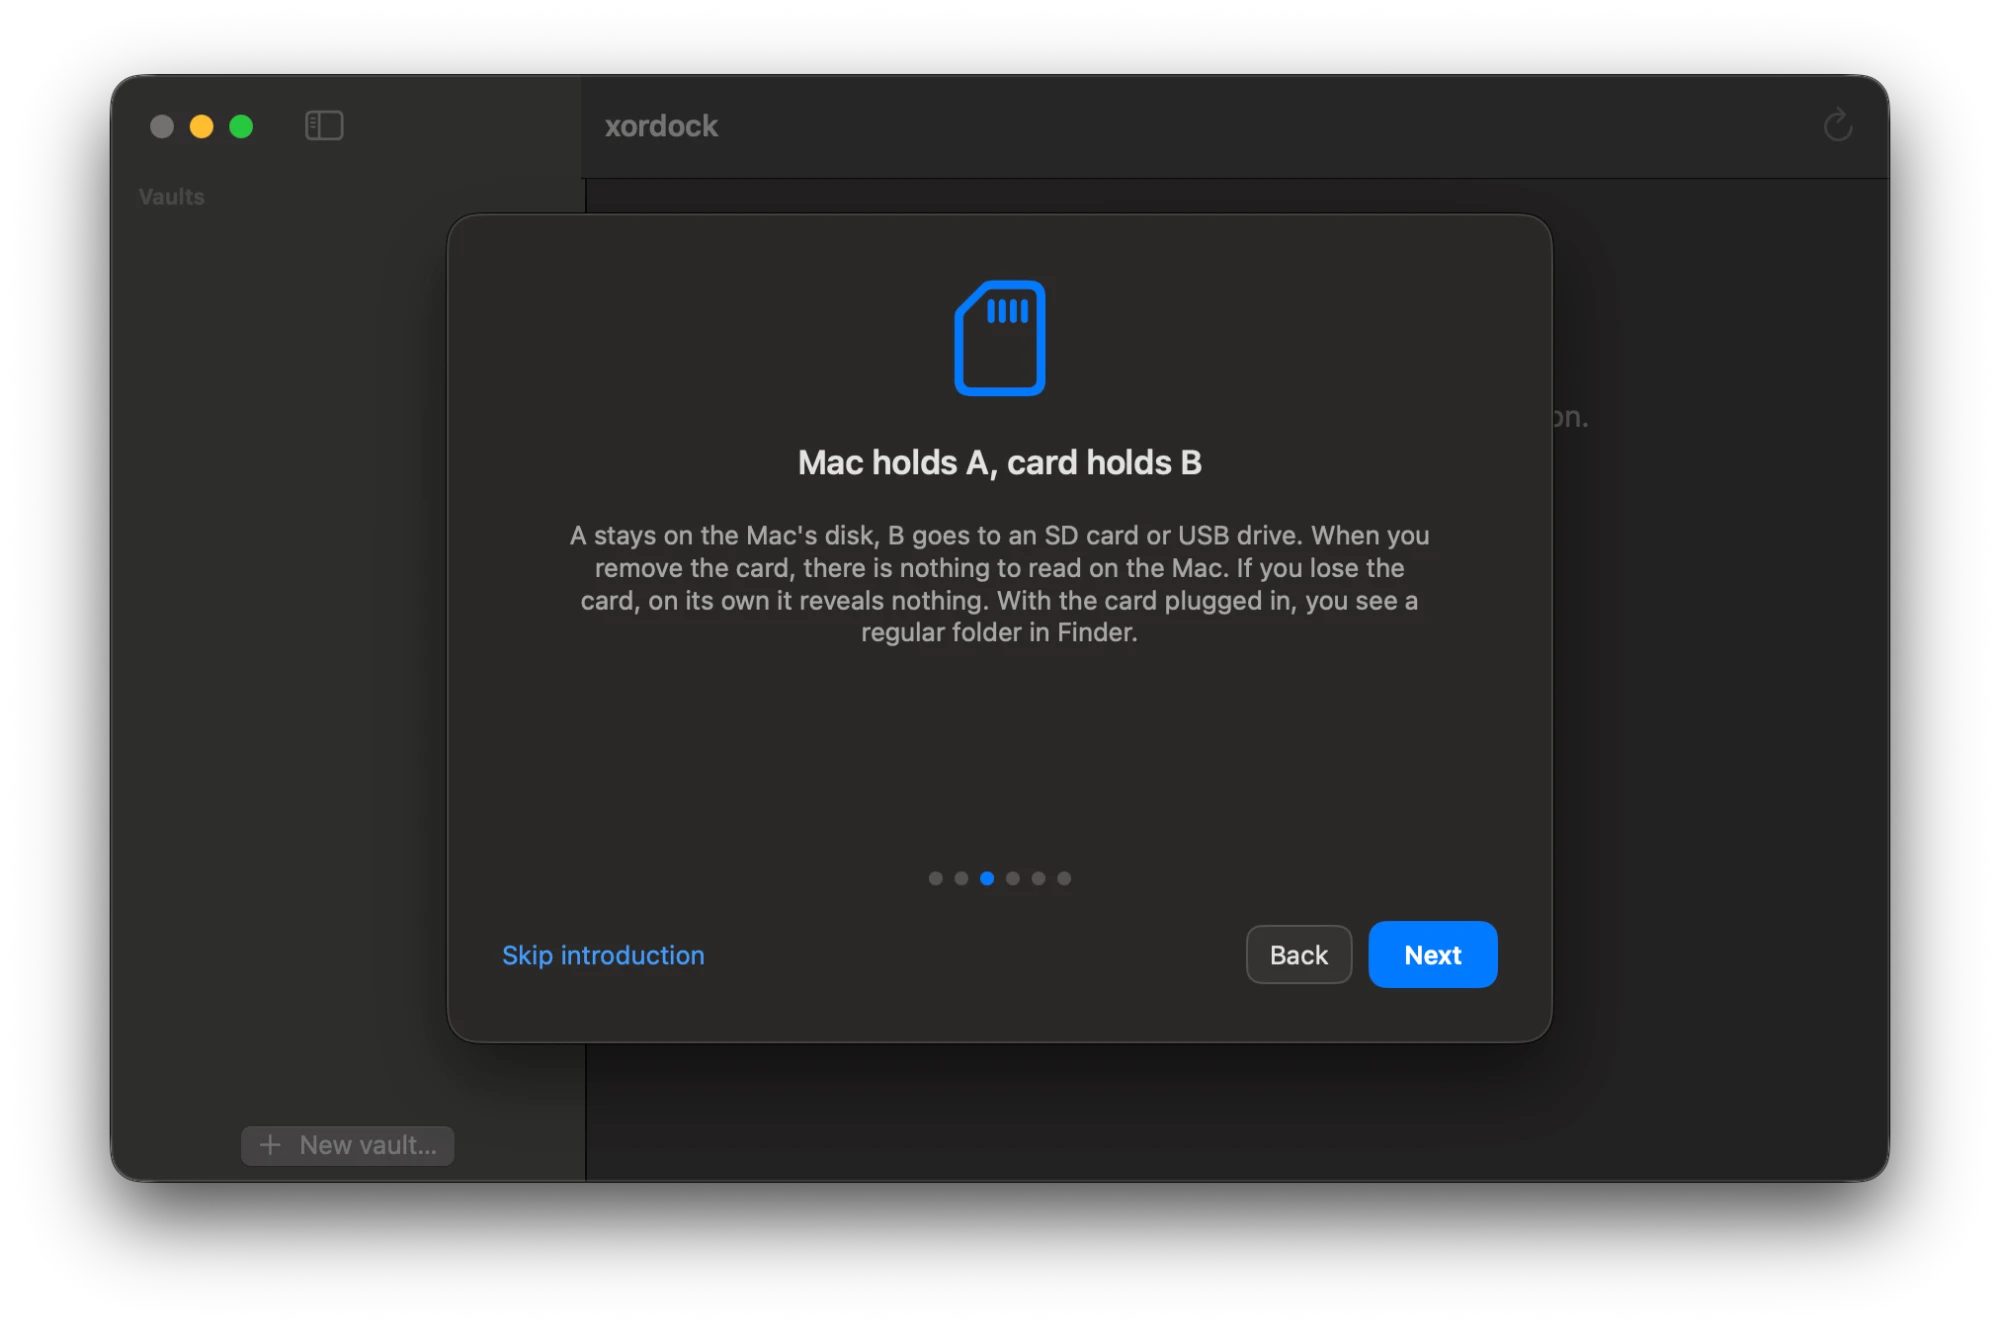 xordock
Vaults
on.
Mac holds A, card holds B
A stays on the Mac's disk, B goes to an SD card or USB drive. When you
remove the card, there is nothing to read on the Mac. If you lose the
card, on its own it reveals nothing. With the card plugged in, you see a
regular folder in Finder.
Skip introduction
Back
Next
New vault...